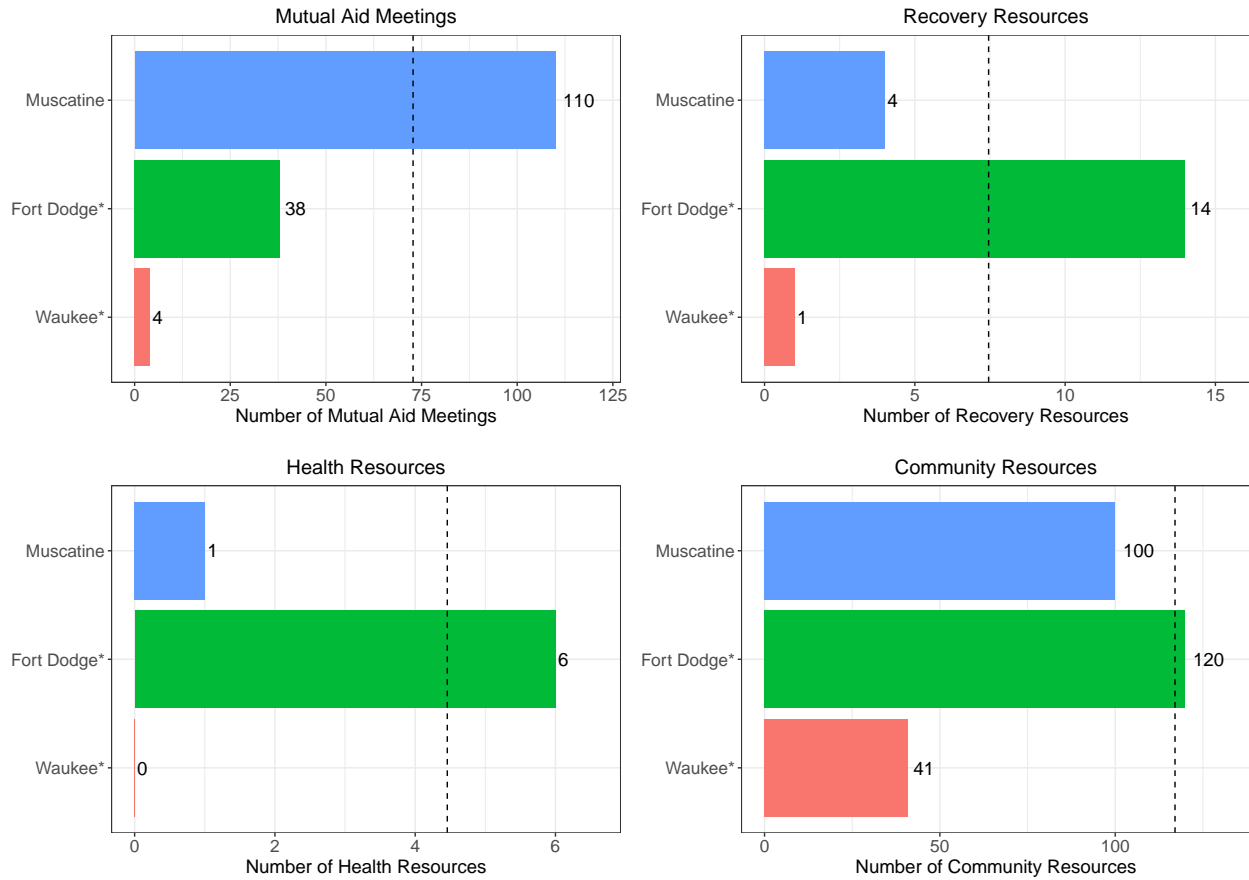 Mutual Aid Meetings
Muscatine
110
Fort Dodge*
38
Waukee*
4
0 25 50 75 100 125
Number of Mutual Aid Meetings
Recovery Resources
Muscatine
4
Fort Dodge*
14
Waukee*
1
0 5 10 15
Number of Recovery Resources
Health Resources
Muscatine
1
Fort Dodge*
6
Waukee*
0
0 2 4 6
Number of Health Resources
Community Resources
Muscatine
100
Fort Dodge*
120
Waukee*
41
0 50 100
Number of Community Resources